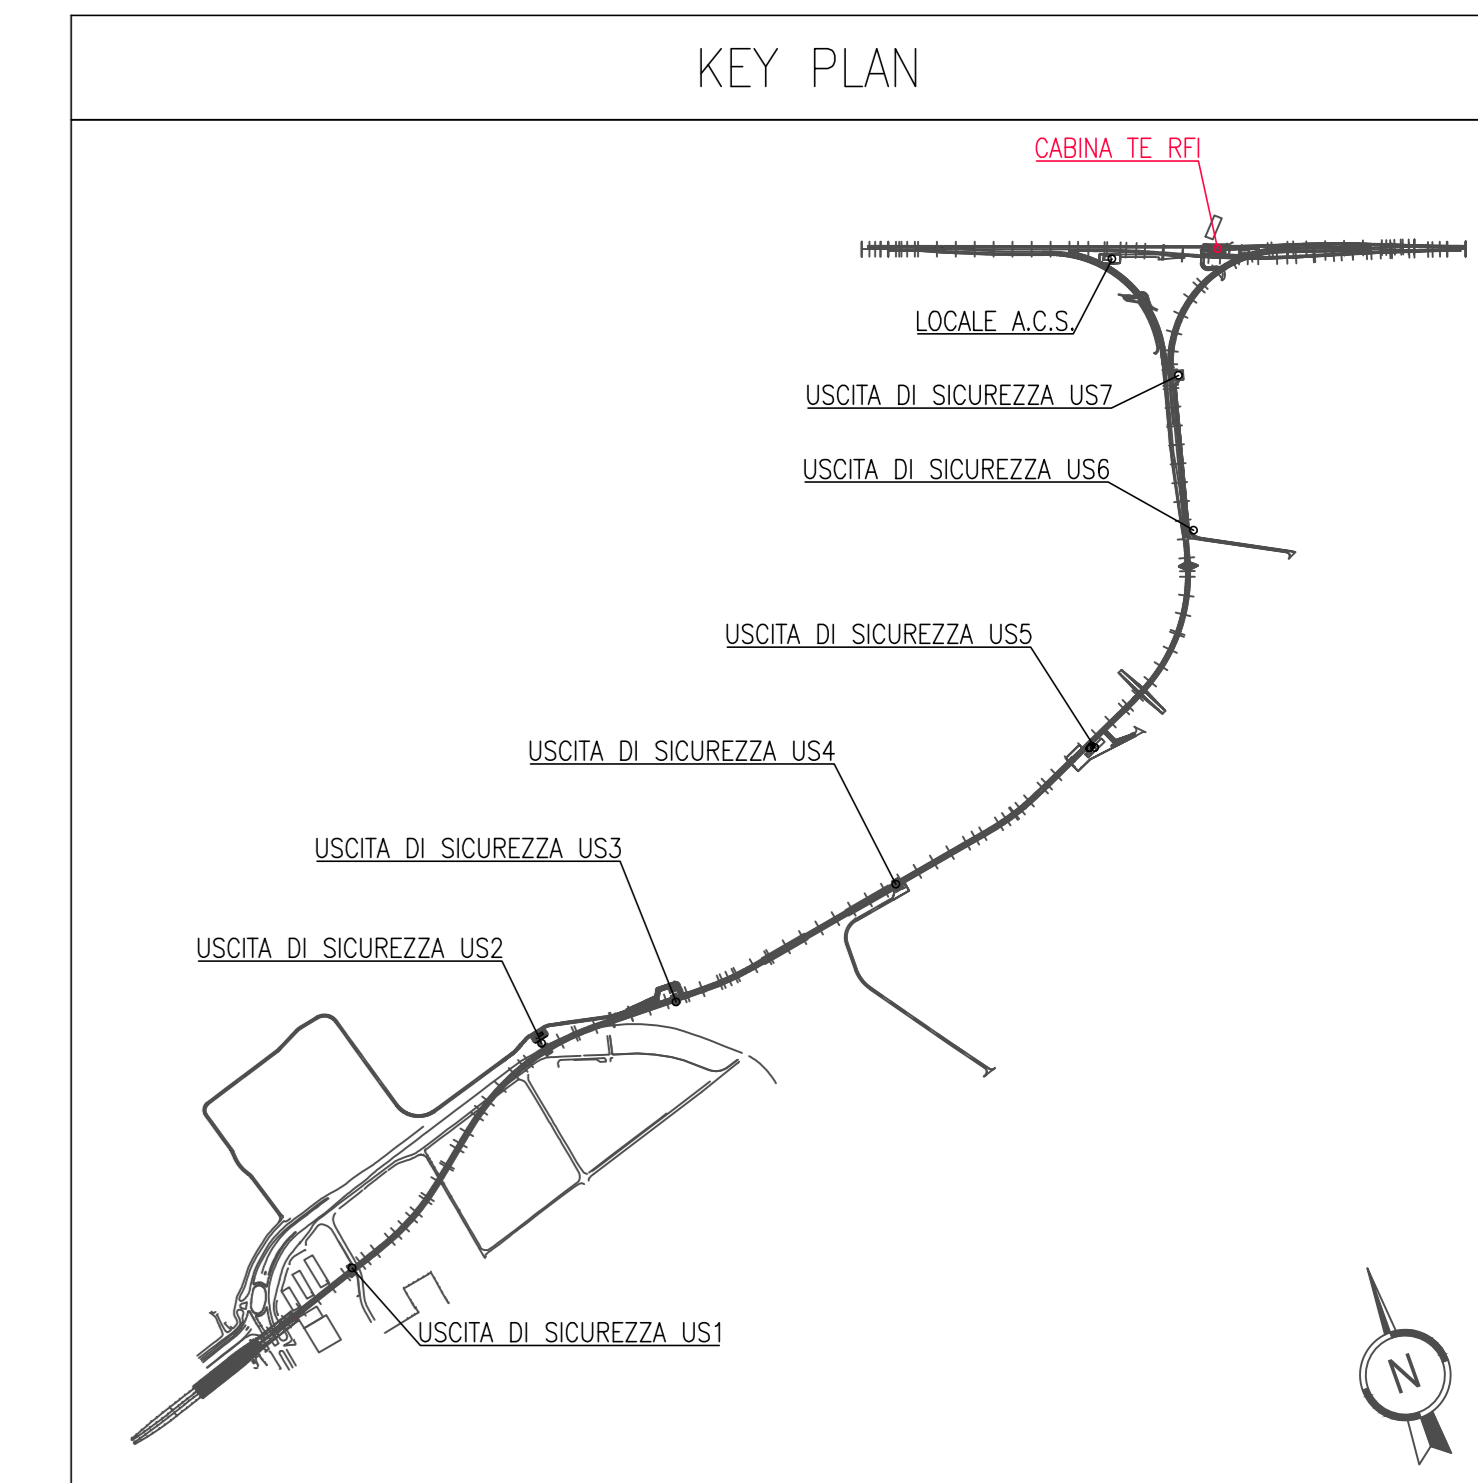 KEY PLAN
CABINA TE RFI
LOCALE A.C.S.
USCITA DI SICUREZZA US7
USCITA DI SICUREZZA US6
USCITA DI SICUREZZA US5
USCITA DI SICUREZZA US4
USCITA DI SICUREZZA US3
USCITA DI SICUREZZA US2
USCITA DI SICUREZZA US1
N